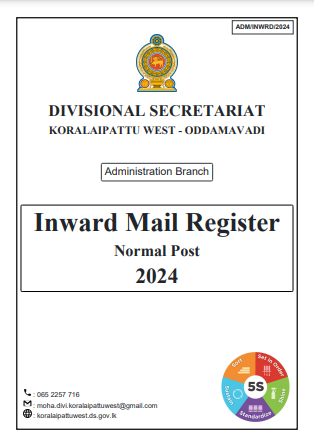 ADM/INWRD/2024
DIVISIONAL SECRETARIAT
KORALAIPATTU WEST - ODDAMAVADI
Administration Branch
Inward Mail Register
Normal Post
2024
: 065 2257 716
: moha.divi.koralaipattuwest@gmail.com
: koralaipattuwest.ds.gov.lk
Sort
Set in Order
Shine
Standardize
Sustain
5S